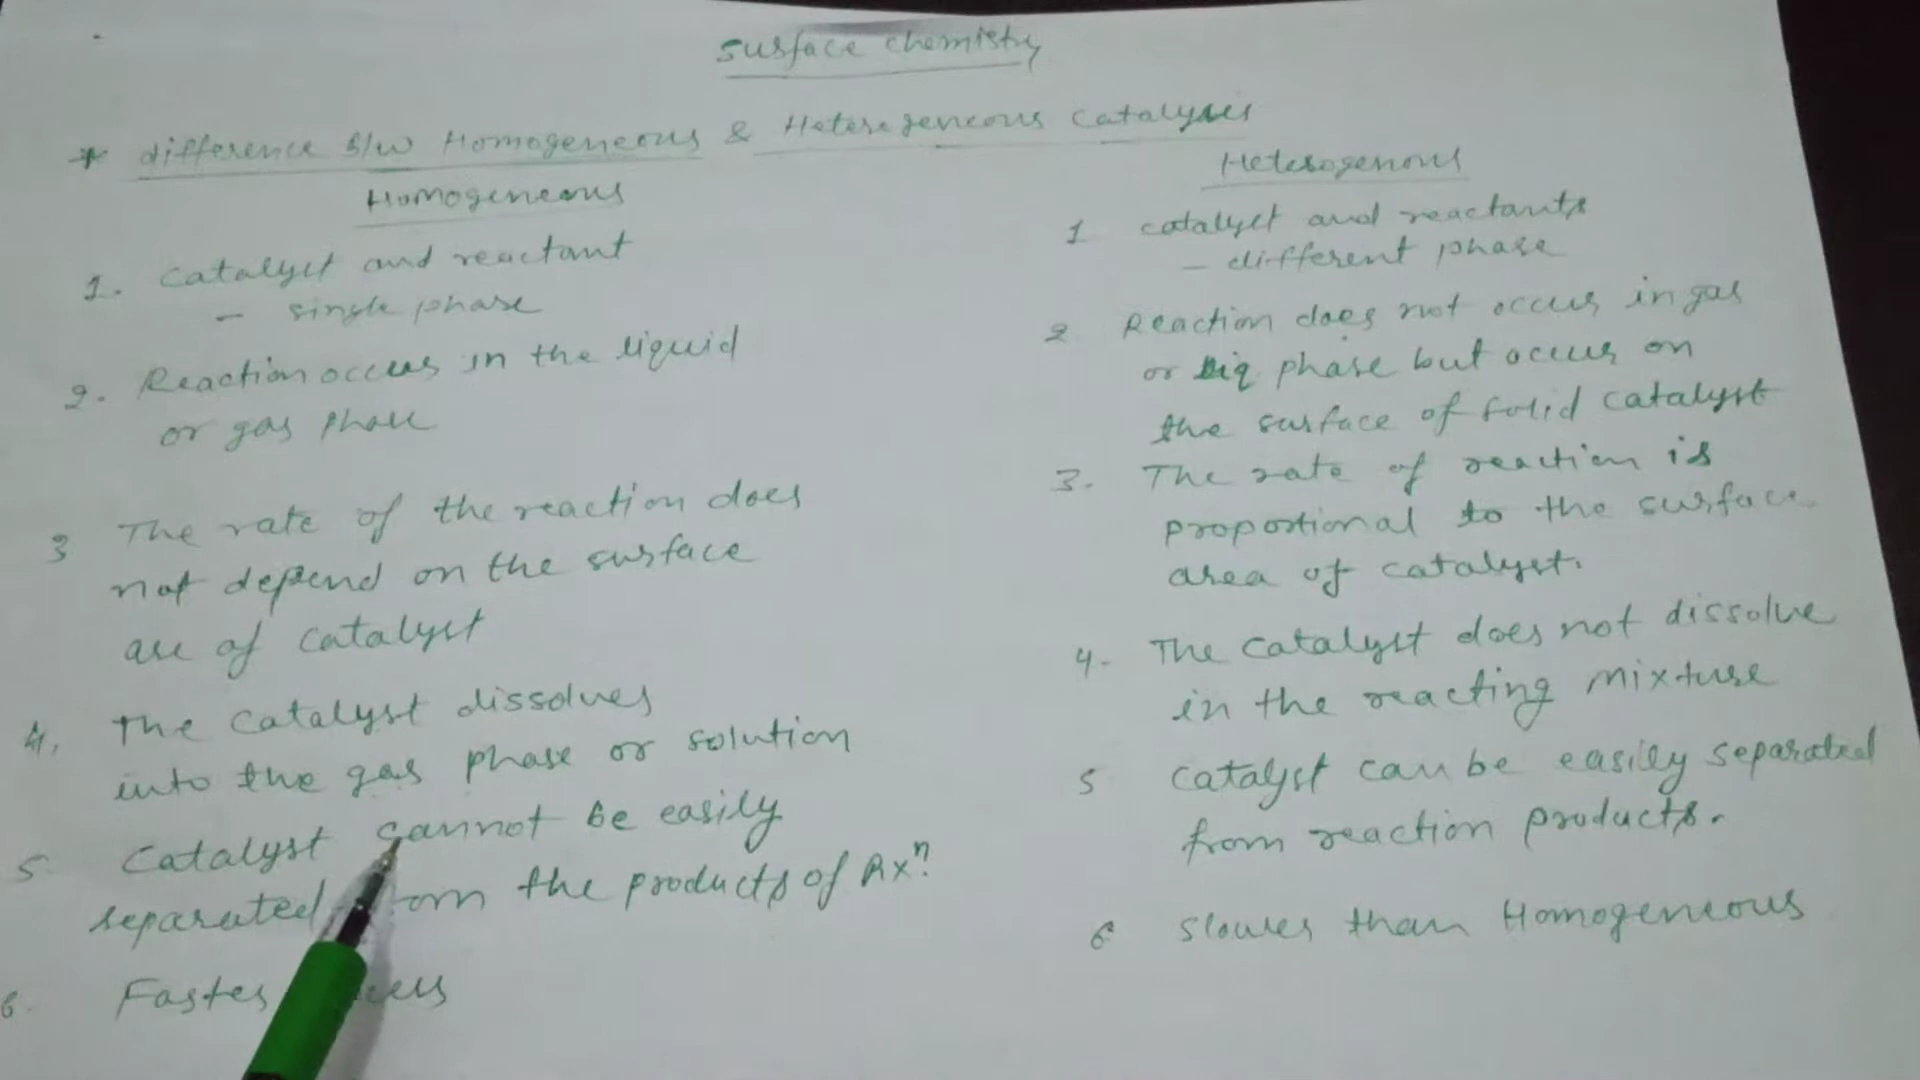 Surface chemistry
* difference b/w Homogeneous & Heterogeneous Catalyses
Homogeneous
1. Catalyst and reactant
- single phase
2. Reaction occurs in the liquid
or gas phase
3 The rate of the reaction does
not depend on the surface
are of catalyst
4. The catalyst dissolves
into the gas phase or solution
5. Catalyst cannot be easily
separated the products of Rxⁿ
6. Faster
Heterogenous
1 catalyst and reactants
- different phase
2 Reaction does not occur in gas
or liq phase but occur on
the surface of solid catalyst
3. The rate of reaction is
proportional to the surface
area of catalyst.
4. The catalyst does not dissolve
in the reacting mixture
5 catalyst can be easily separated
from reaction products.
6 slower than Homogeneous